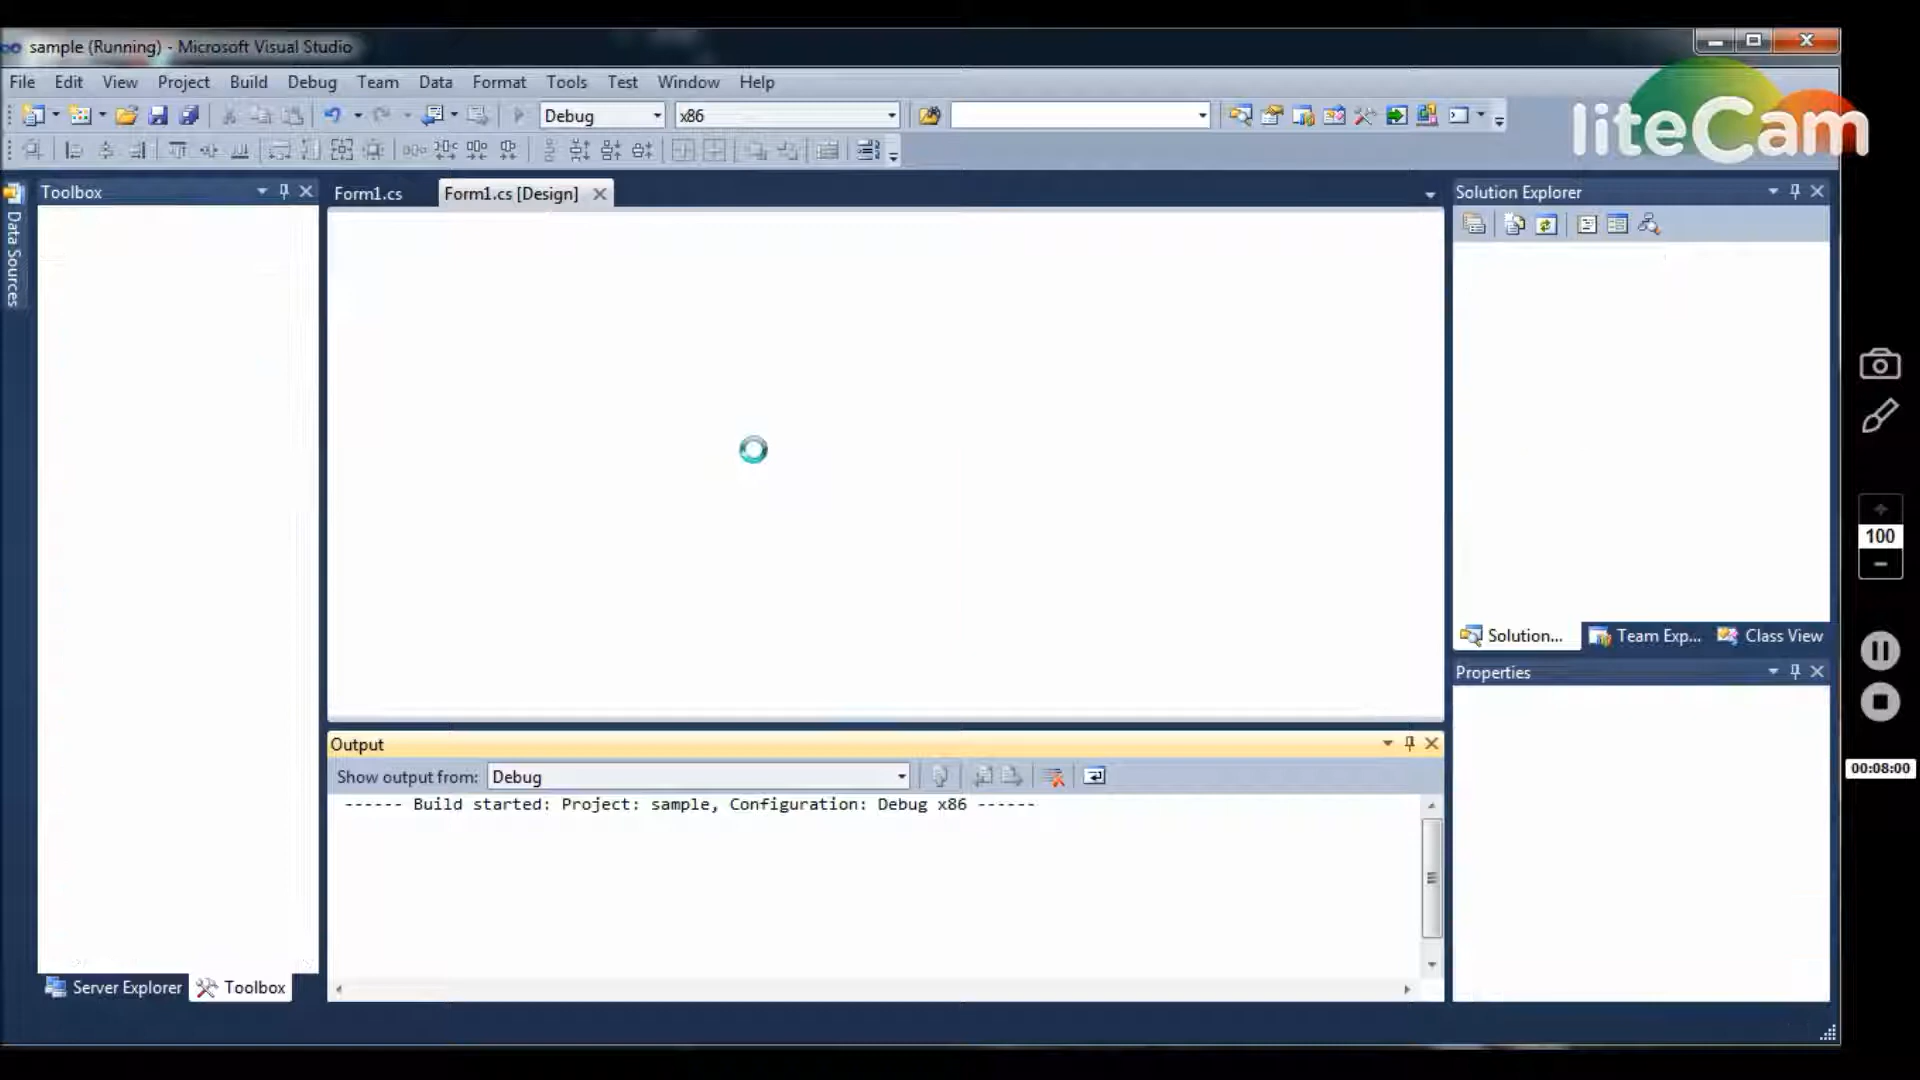 sample (Running) - Microsoft Visual Studio
File Edit View Project Build Debug Team Data Format Tools Test Window Help
Debug x86
liteCam
Data Sources
Toolbox
Form1.cs Form1.cs [Design]
Solution Explorer
Solution... Team Exp... Class View
Properties
100
00:08:00
Output
Show output from: Debug
------ Build started: Project: sample, Configuration: Debug x86 ------
Server Explorer Toolbox